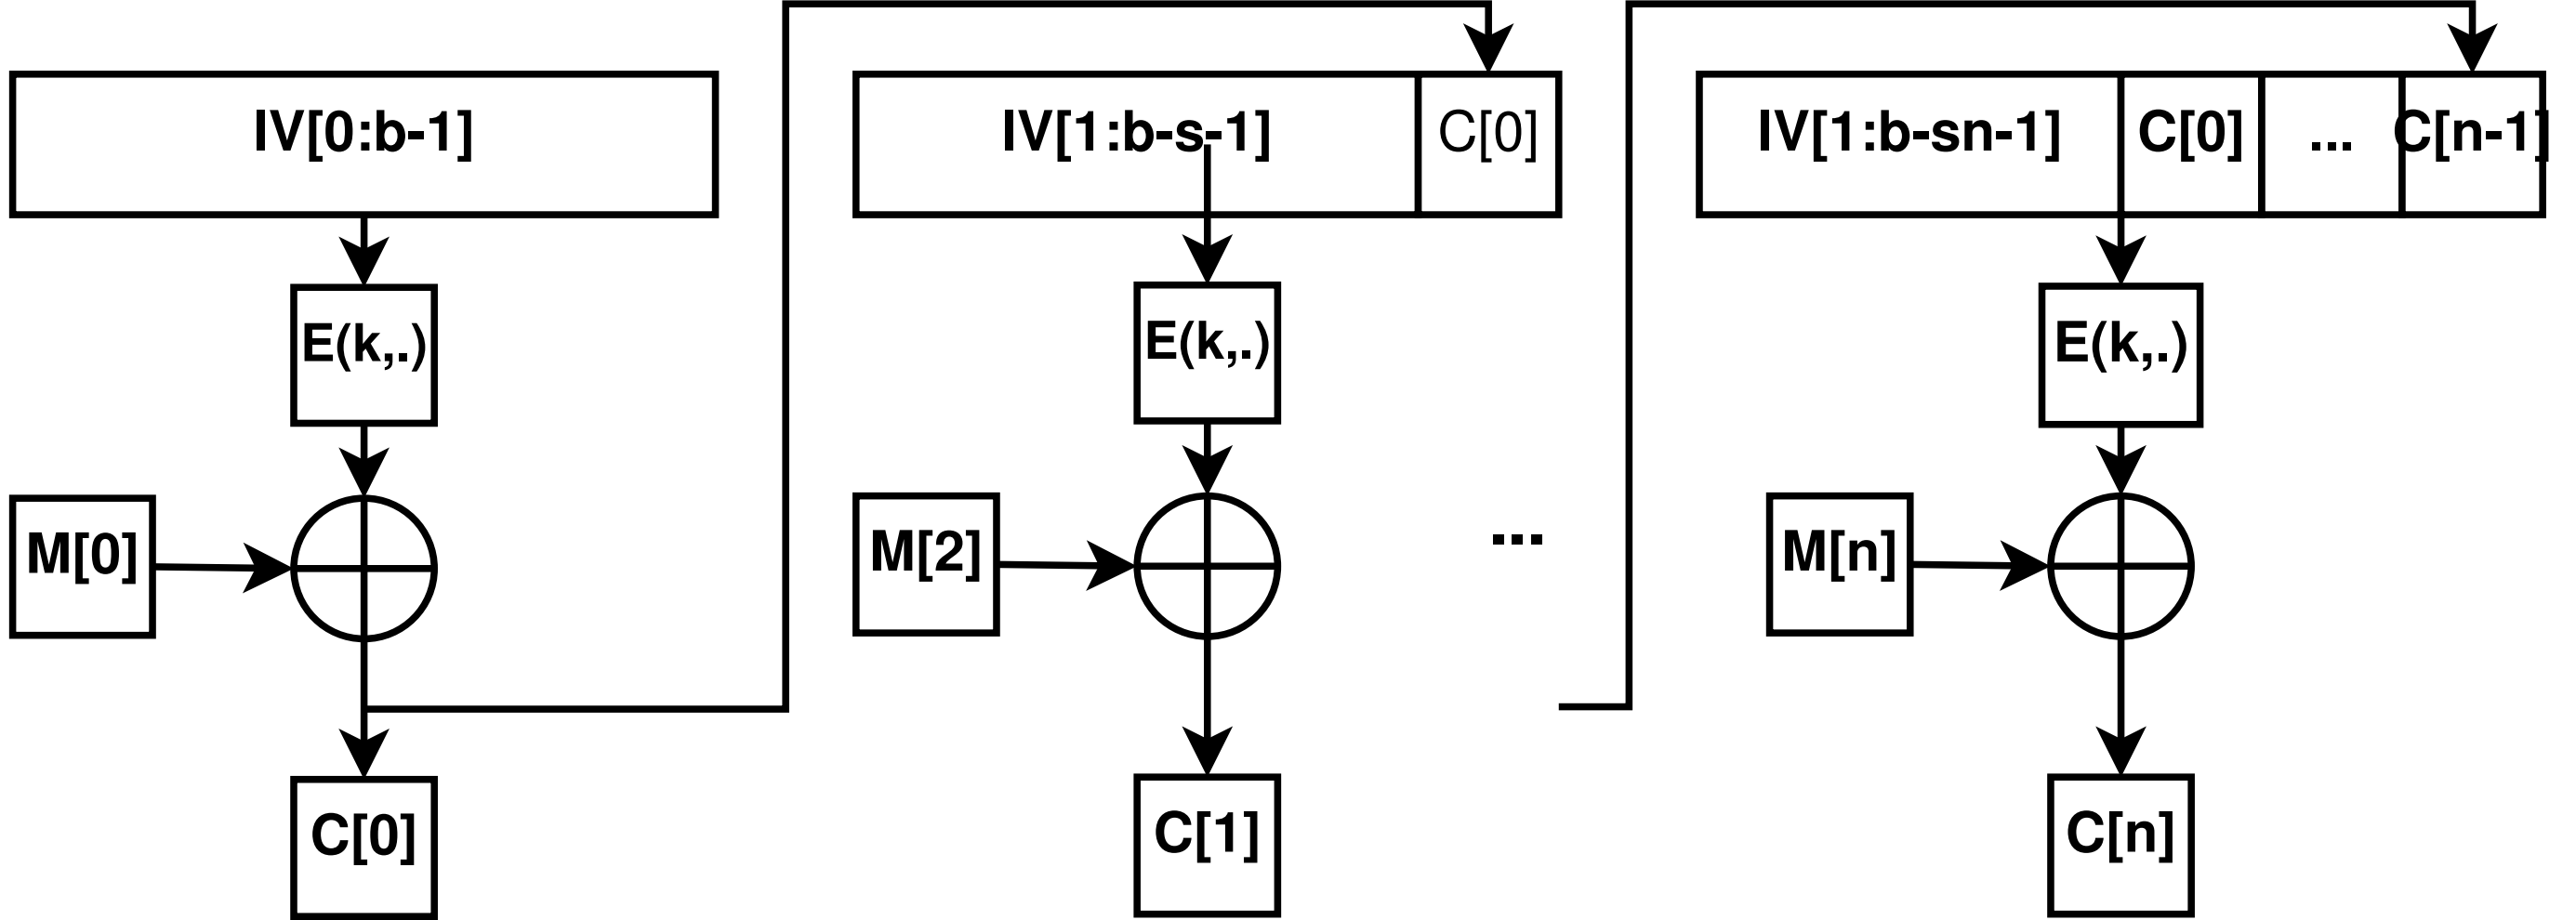 IV[0:b-1]
IV[1:b-s-1]
C[0]
IV[1:b-sn-1]
C[0]
...
C[n-1]
E(k,.)
E(k,.)
E(k,.)
M[0]
M[2]
...
M[n]
C[0]
C[1]
C[n]